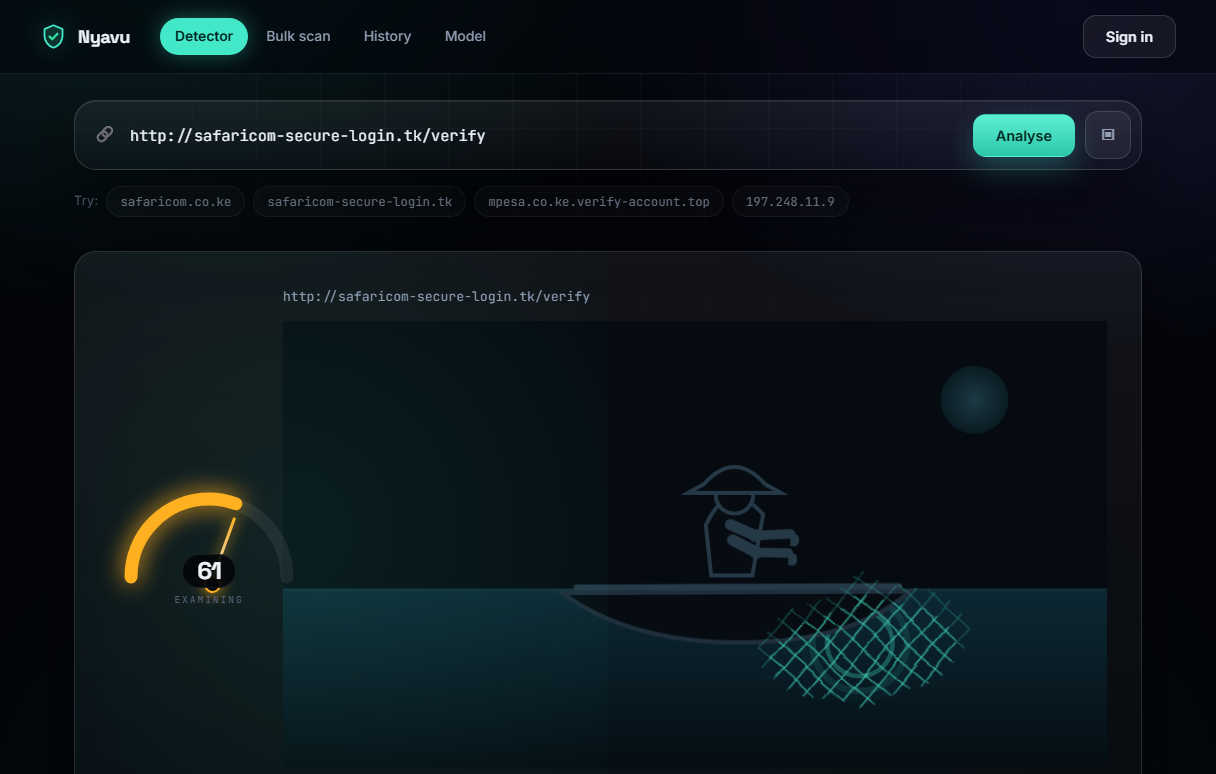 Nyavu
Detector
Bulk scan
History
Model
Sign in
http://safaricom-secure-login.tk/verify
Analyse
Try:
safaricom.co.ke
safaricom-secure-login.tk
mpesa.co.ke.verify-account.top
197.248.11.9
http://safaricom-secure-login.tk/verify
61
EXAMINING